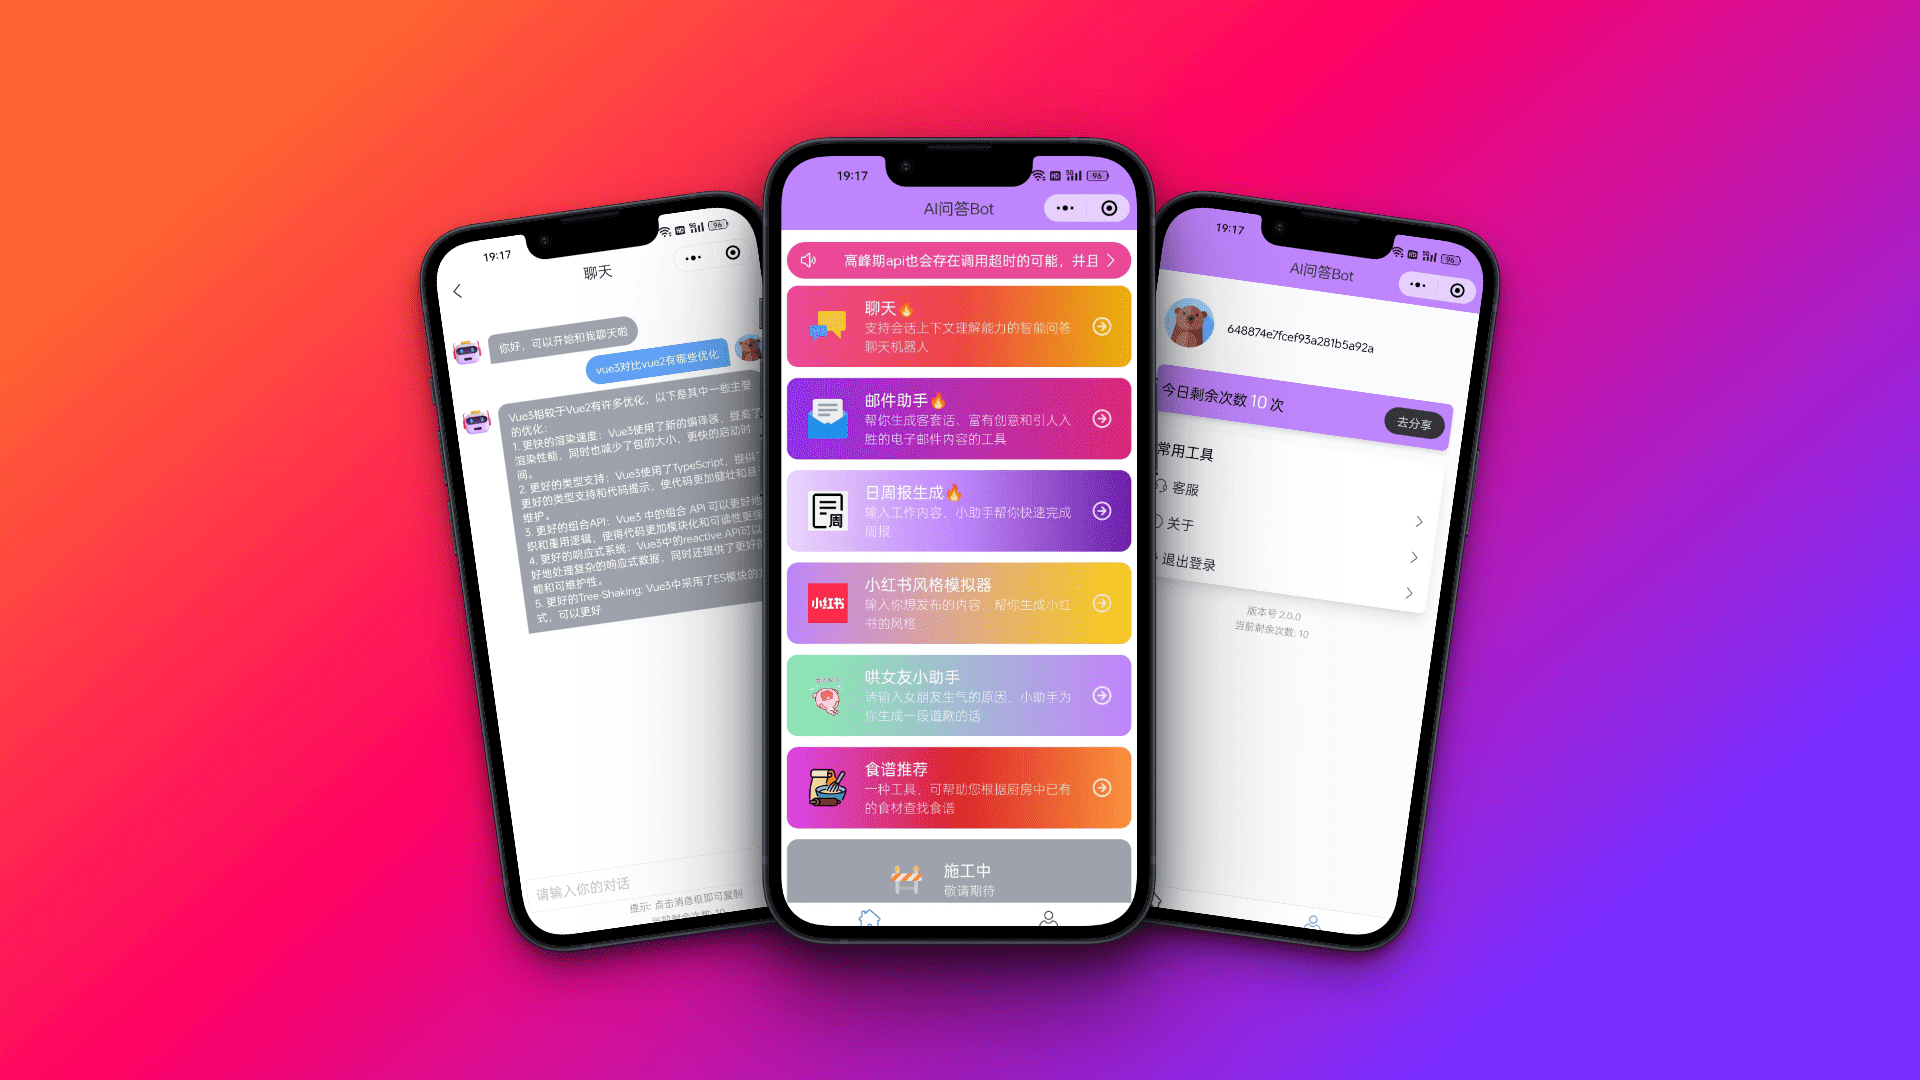 19:17
聊天
你好，可以开始和我聊天啦
vue3对比vue2有哪些优化
Vue3相较于Vue2有许多优化，以下是其中一些主要
的优化：
1. 更快的渲染速度：Vue3使用了新的编译器，提高了
渲染性能，同时也减少了包的大小，更快的启动时
间。
2. 更好的类型支持：Vue3使用了TypeScript，提供了
更好的类型支持和代码提示，使代码更加健壮和易
维护。
3. 更好的组合API：Vue3 中的组合 API 可以更好地
织和重用逻辑，使得代码更加模块化和可读性更强
4. 更好的响应式系统：Vue3中的reactive API可以
好地处理复杂的响应式数据，同时还提供了更好的
能和可维护性。
5. 更好的Tree-Shaking: Vue3中采用了ES模块的
式，可以更好
请输入你的对话
提示: 点击消息框即可复制
当前剩余次数: 10
19:17
HD 5G 96
AI问答Bot
高峰期api也会存在调用超时的可能，并且
聊天🔥
支持会话上下文理解能力的智能问答
聊天机器人
邮件助手🔥
帮你生成客套话、富有创意和引人入
胜的电子邮件内容的工具
周
日周报生成🔥
输入工作内容，小助手帮你快速完成
周报
小红书
小红书风格模拟器
输入你想发布的内容，帮你生成小红
书的风格
哄女友小助手
请输入女朋友生气的原因，小助手为
你生成一段道歉的话
食谱推荐
一种工具，可帮助您根据厨房中已有
的食材查找食谱
施工中
敬请期待
19:17
AI问答Bot
648874e7fcef93a281b5a92a
今日剩余次数 10 次
去分享
常用工具
客服
关于
退出登录
版本号 2.0.0
当前剩余次数: 10